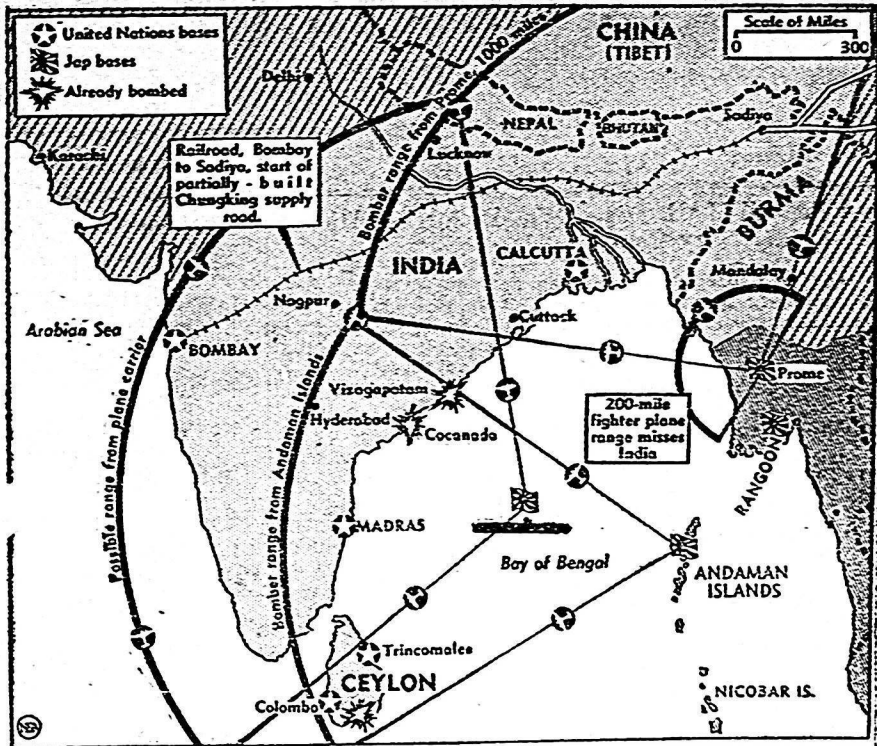 United Nations bases
Jap bases
Already bombed
CHINA
(TIBET)
Scale of Miles
0 300
Delhi
Bomber range from Prome, 1000 miles
NEPAL
BHUTAN
Sadiya
Karachi
Lucknow
Railroad, Bombay
to Sadiya, start of
partially - built
Chungking supply
road.
BURMA
INDIA
CALCUTTA
Mandalay
Nagpur
Cuttack
Arabian Sea
BOMBAY
Prome
Vizagapatam
Hyderabad
Cocanada
200-mile
fighter plane
range misses
India
RANGOON
Possible range from plane carrier
Bomber range from Andaman Islands
MADRAS
Bay of Bengal
ANDAMAN
ISLANDS
Trincomalee
CEYLON
Colombo
NICOBAR IS.